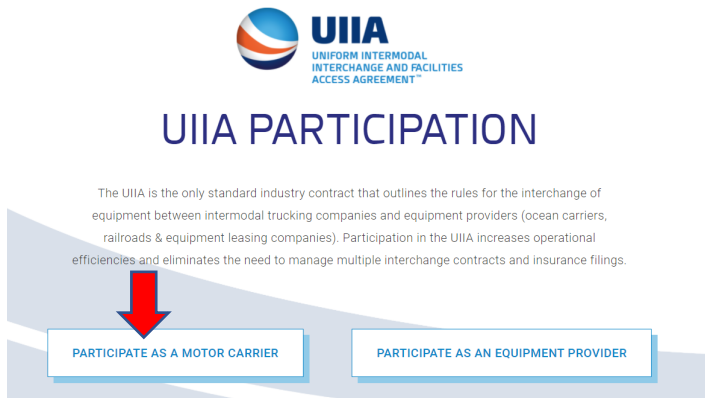 UIIA
UNIFORM INTERMODAL
INTERCHANGE AND FACILITIES
ACCESS AGREEMENT™
UIIA PARTICIPATION
The UIIA is the only standard industry contract that outlines the rules for the interchange of
equipment between intermodal trucking companies and equipment providers (ocean carriers,
railroads & equipment leasing companies). Participation in the UIIA increases operational
efficiencies and eliminates the need to manage multiple interchange contracts and insurance filings.
PARTICIPATE AS A MOTOR CARRIER
PARTICIPATE AS AN EQUIPMENT PROVIDER